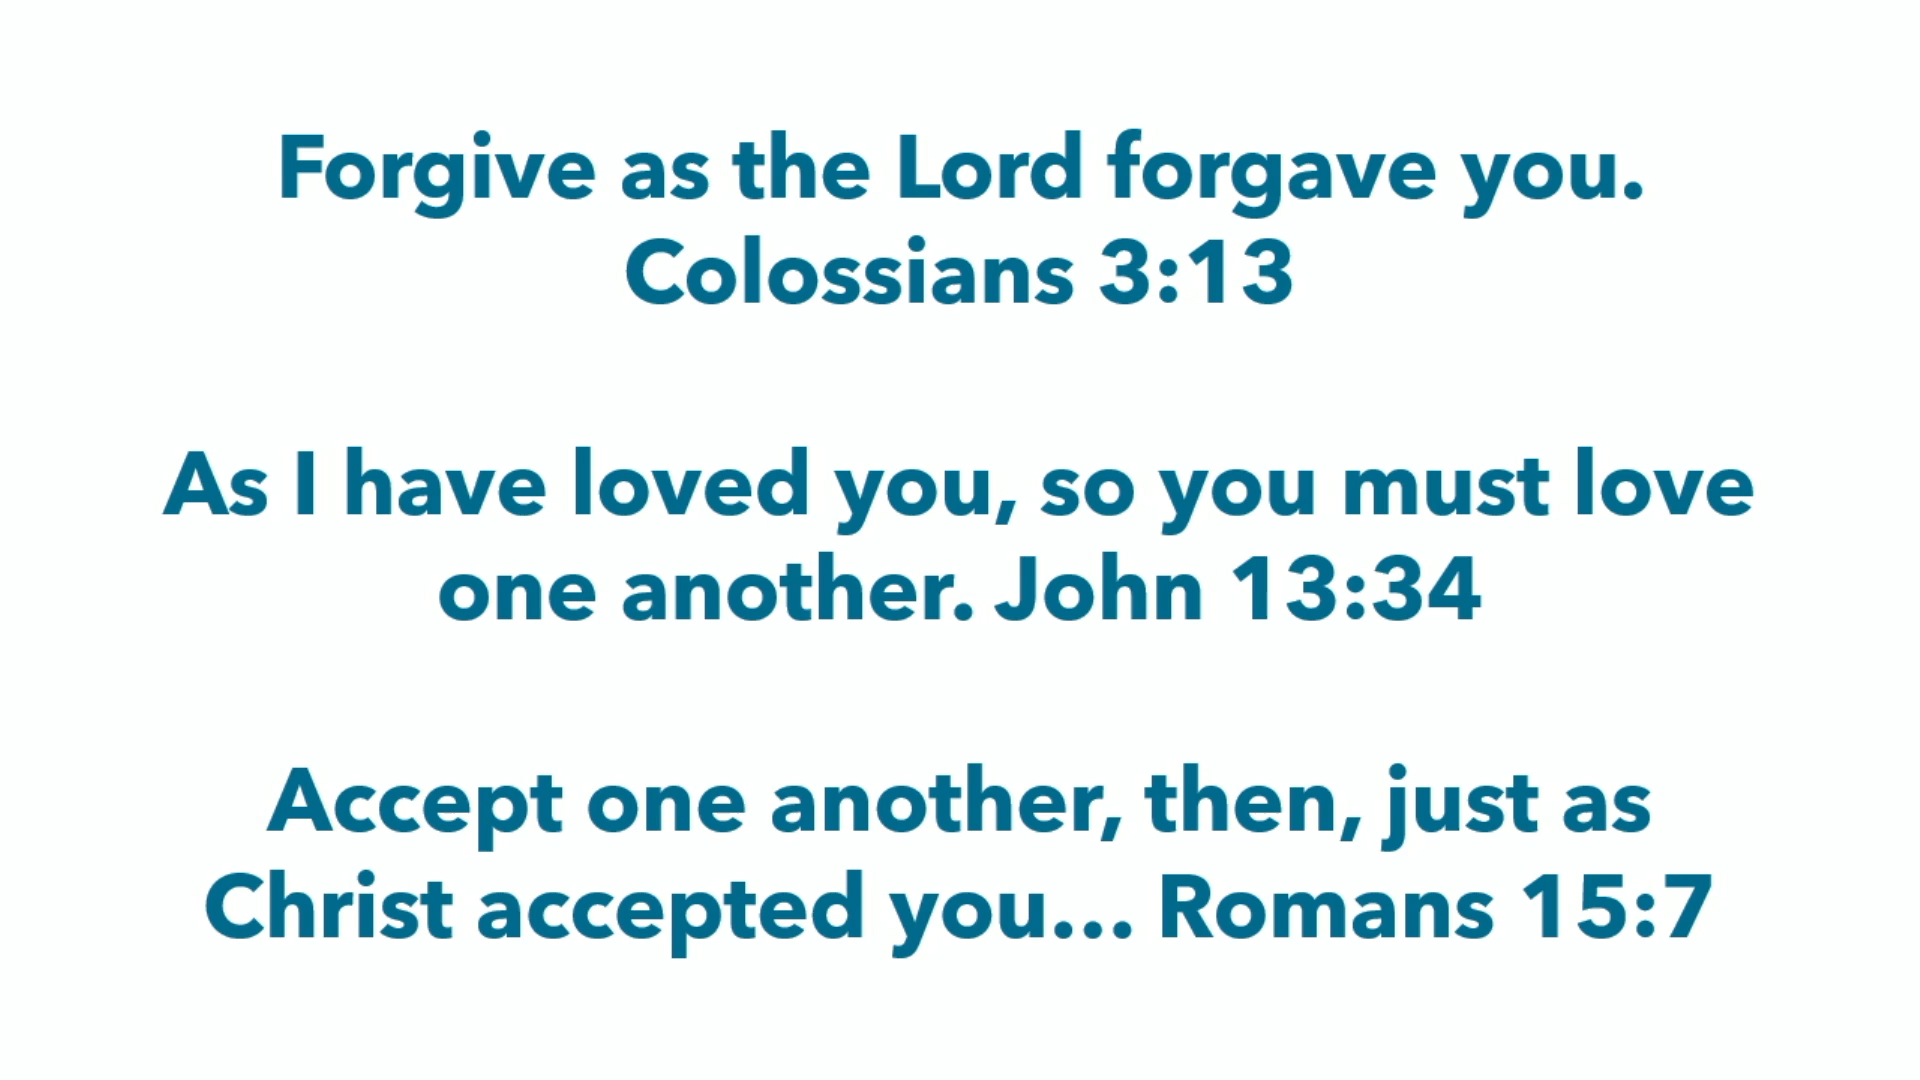 Forgive as the Lord forgave you.
Colossians 3:13
As I have loved you, so you must love
one another. John 13:34
Accept one another, then, just as
Christ accepted you... Romans 15:7